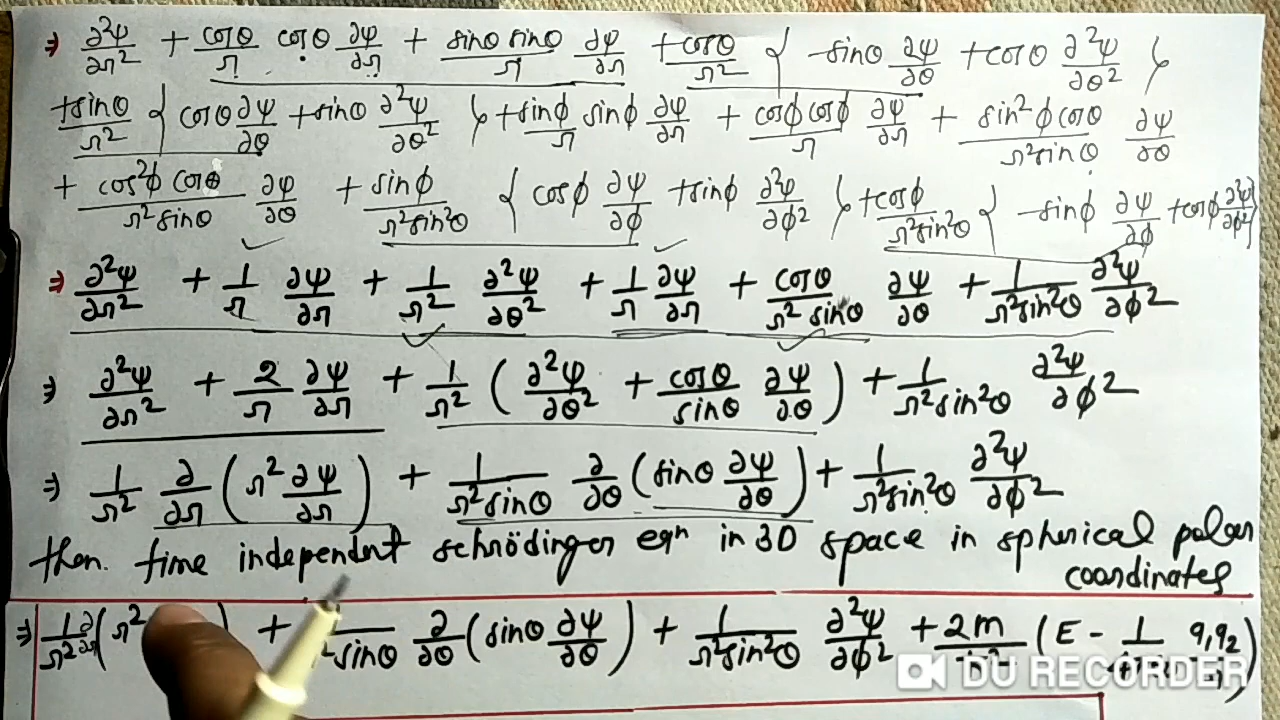 ⇒ ∂²ψ/∂r² + cosθ/r cosθ ∂ψ/∂r + sinθ sinθ/r ∂ψ/∂r + cosθ/r² { -sinθ ∂ψ/∂θ + cosθ ∂²ψ/∂θ² }
+sinθ/r² { cosθ ∂ψ/∂θ + sinθ ∂²ψ/∂θ² } + sinφ/r sinφ ∂ψ/∂r + cosφ cosφ/r ∂ψ/∂r + sin²φ cosθ/r² sinθ ∂ψ/∂θ
+ cos²φ cosθ/r² sinθ ∂ψ/∂θ + sinφ/r² sin²θ { cosφ ∂ψ/∂φ + sinφ ∂²ψ/∂φ² } + cosφ/r² sin²θ { -sinφ ∂ψ/∂φ + cosφ ∂²ψ/∂φ² }
⇒ ∂²ψ/∂r² + 1/r ∂ψ/∂r + 1/r² ∂²ψ/∂θ² + 1/r ∂ψ/∂r + cosθ/r² sinθ ∂ψ/∂θ + 1/r² sin²θ ∂²ψ/∂φ²
⇒ ∂²ψ/∂r² + 2/r ∂ψ/∂r + 1/r² ( ∂²ψ/∂θ² + cosθ/sinθ ∂ψ/∂θ ) + 1/r² sin²θ ∂²ψ/∂φ²
⇒ 1/r² ∂/∂r ( r² ∂ψ/∂r ) + 1/r² sinθ ∂/∂θ ( sinθ ∂ψ/∂θ ) + 1/r² sin²θ ∂²ψ/∂φ²
then. time independent schrödinger eqn in 3D space in spherical polar
coordinates
⇒ 1/r² ∂/∂r ( r² ) + sinθ ∂/∂θ ( sinθ ∂ψ/∂θ ) + 1/r² sin²θ ∂²ψ/∂φ² + 2m ( E - 1 q₁q₂ )
DU RECORDER